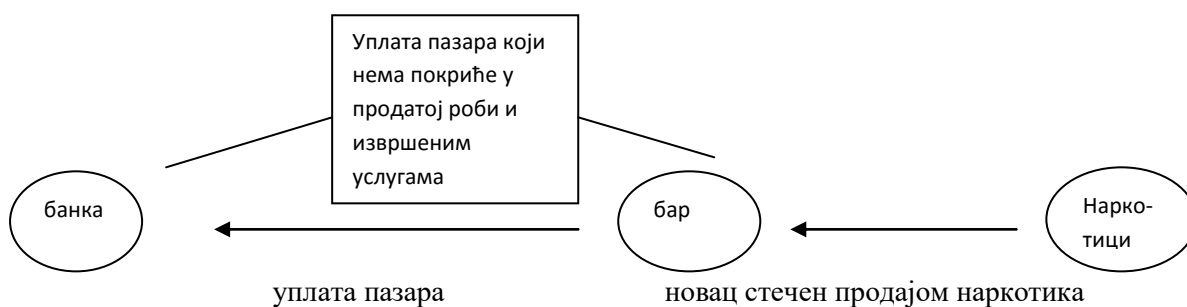 Уплата пазара који
нема покриће у
продатој роби и
извршеним
услугама
банка
бар
Нарко-
тици
уплата пазара
новац стечен продајом наркотика